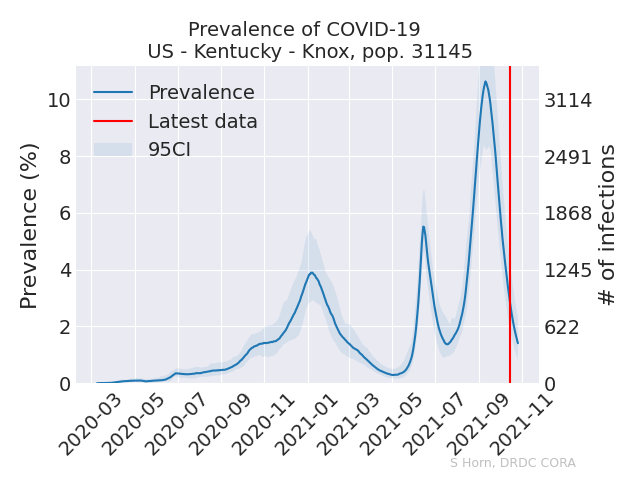 Prevalence of COVID-19
US - Kentucky - Knox, pop. 31145
Prevalence
Latest data
95CI
Prevalence (%)
10
8
6
4
2
0
3114
2491
1868
1245
622
0
# of infections
2020-03
2020-05
2020-07
2020-09
2020-11
2021-01
2021-03
2021-05
2021-07
2021-09
2021-11
S Horn, DRDC CORA